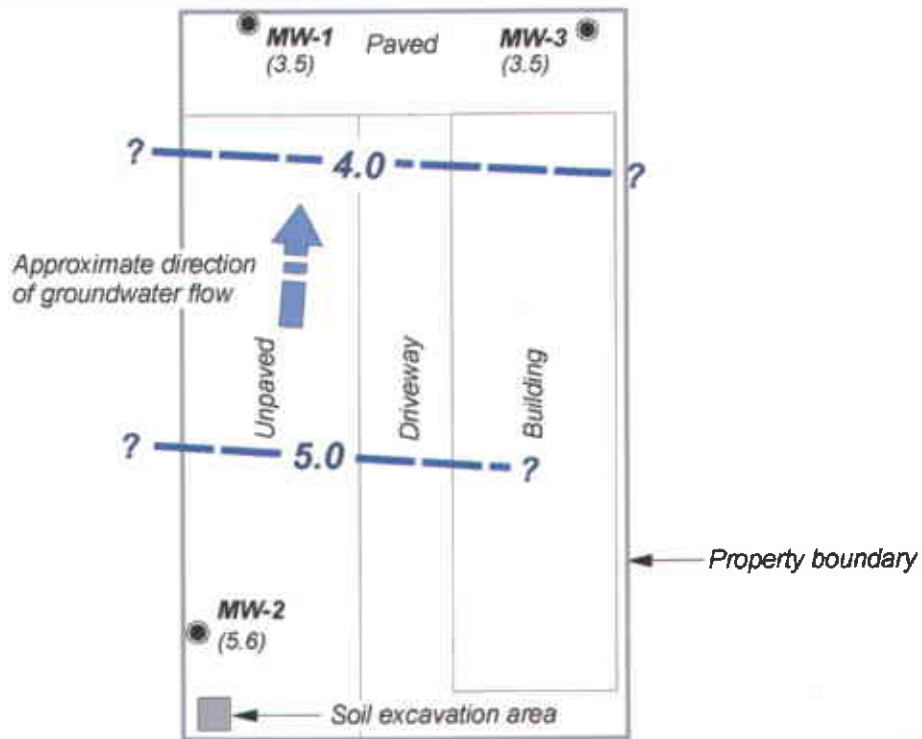 MW-1
(3.5)
Paved
MW-3
(3.5)
? 4.0 ?
Approximate direction
of groundwater flow
Unpaved
Driveway
Building
? 5.0 ?
Property boundary
MW-2
(5.6)
Soil excavation area